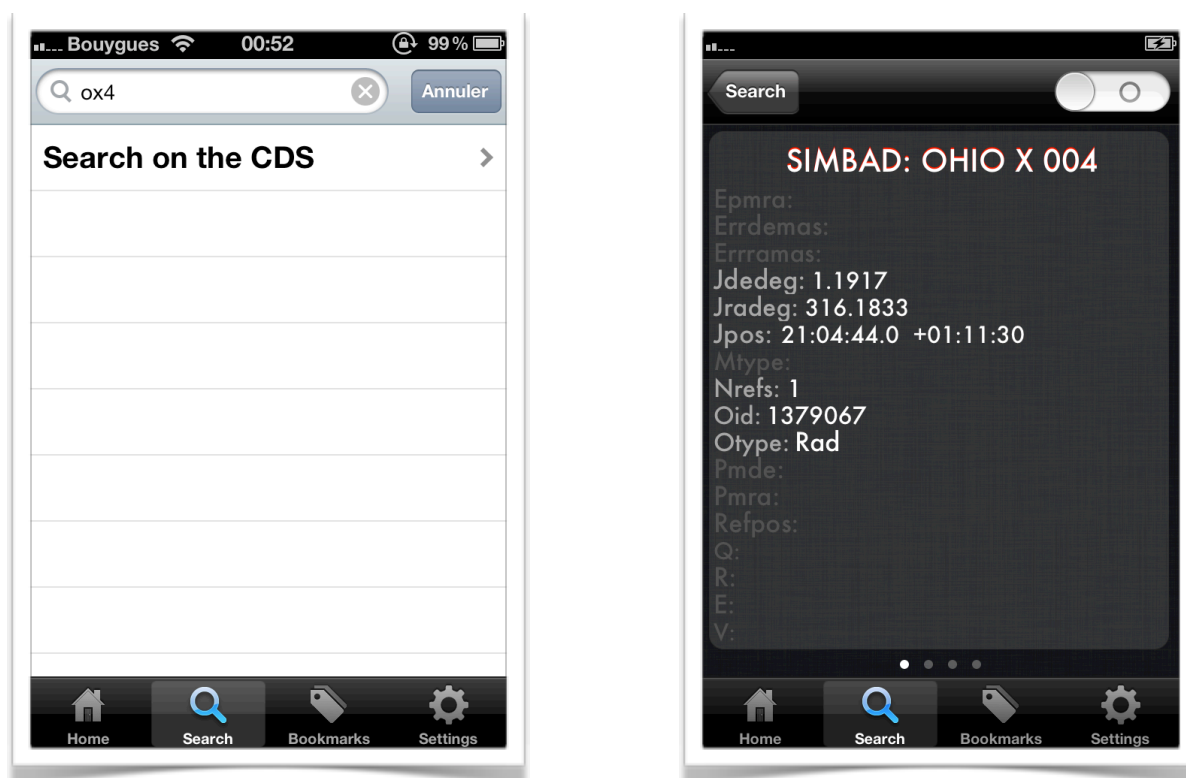 Bouygues 00:52 99%
ox4 Annuler
Search on the CDS
Home Search Bookmarks Settings
Search
SIMBAD: OHIO X 004
Epmra:
Errdemas:
Errramas:
Jdedeg: 1.1917
Jradeg: 316.1833
Jpos: 21:04:44.0 +01:11:30
Mtype:
Nrefs: 1
Oid: 1379067
Otype: Rad
Pmde:
Pmra:
Refpos:
Q:
R:
E:
V:
Home Search Bookmarks Settings